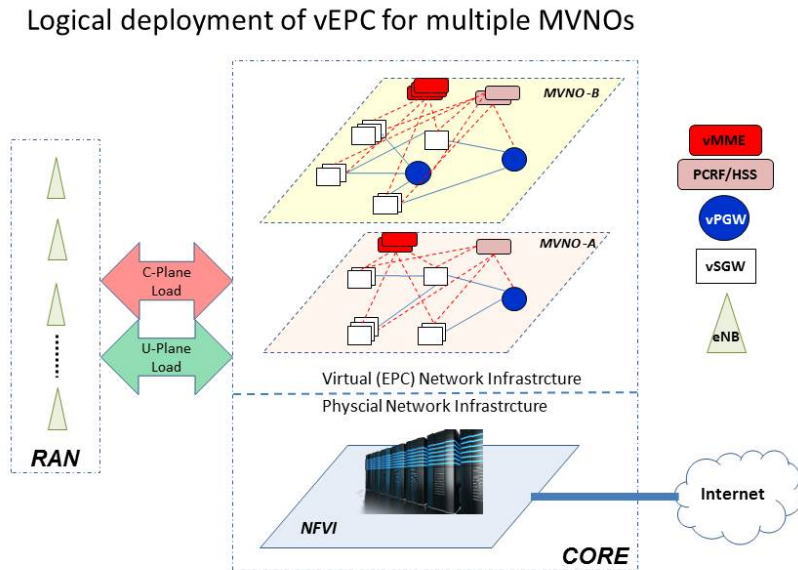 Logical deployment of vEPC for multiple MVNOs
MVNO -B
vMME
PCRF/HSS
vPGW
vSGW
eNB
MVNO -A
C-Plane
Load
U-Plane
Load
Virtual (EPC) Network Infrastrcture
Physcial Network Infrastrcture
RAN
NFVI
Internet
CORE